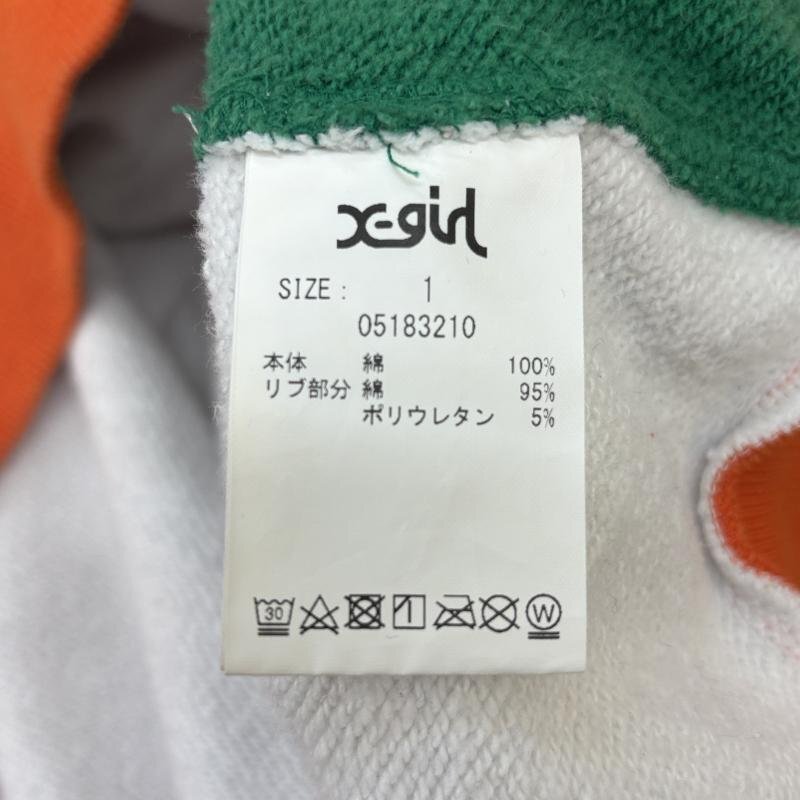 X-girl
SIZE : 1
05183210
本体 綿 100%
リブ部分 綿 95%
ポリウレタン 5%
30
W